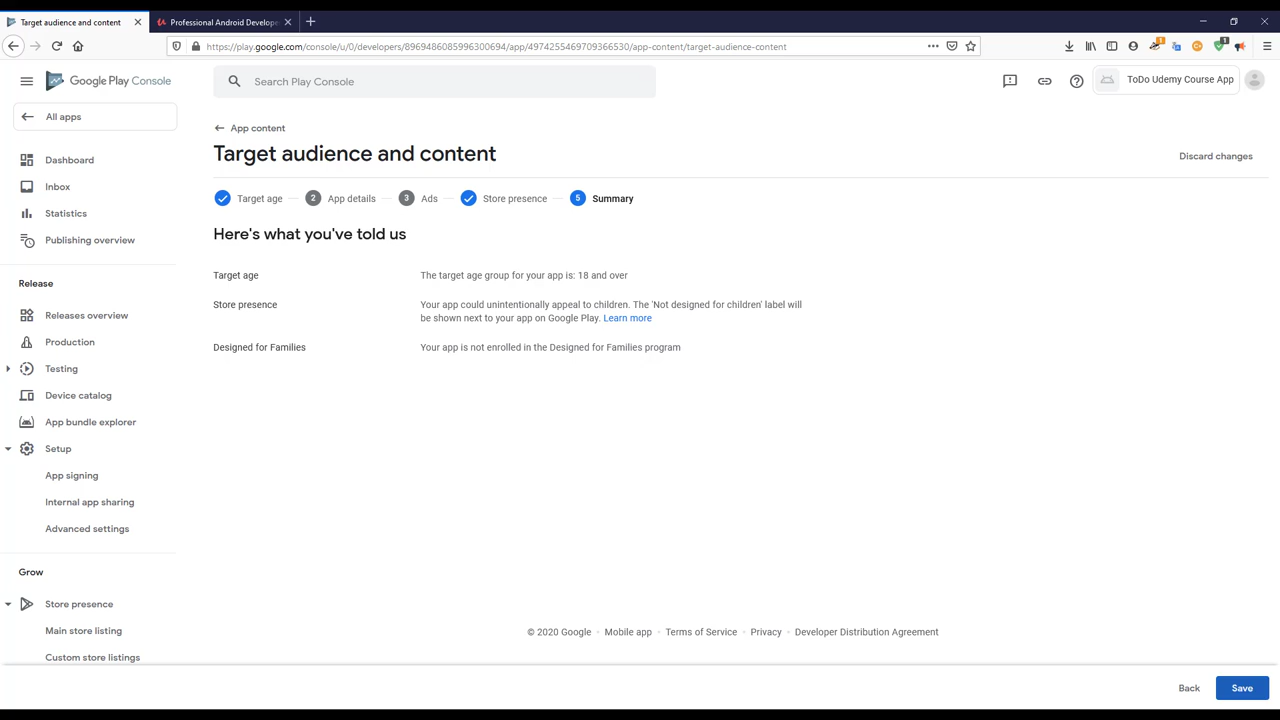 Target audience and content
Professional Android Develope
https://play.google.com/console/u/0/developers/8969486085996300694/app/4974255469709366530/app-content/target-audience-content
1
1
Google Play Console
Search Play Console
ToDo Udemy Course App
All apps
Dashboard
Inbox
Statistics
Publishing overview
Release
Releases overview
Production
Testing
Device catalog
App bundle explorer
Setup
App signing
Internal app sharing
Advanced settings
Grow
Store presence
Main store listing
Custom store listings
App content
Target audience and content
Discard changes
Target age
2 App details
3 Ads
Store presence
5 Summary
Here's what you've told us
Target age
The target age group for your app is: 18 and over
Store presence
Your app could unintentionally appeal to children. The 'Not designed for children' label will
be shown next to your app on Google Play. Learn more
Designed for Families
Your app is not enrolled in the Designed for Families program
© 2020 Google · Mobile app · Terms of Service · Privacy · Developer Distribution Agreement
Back
Save